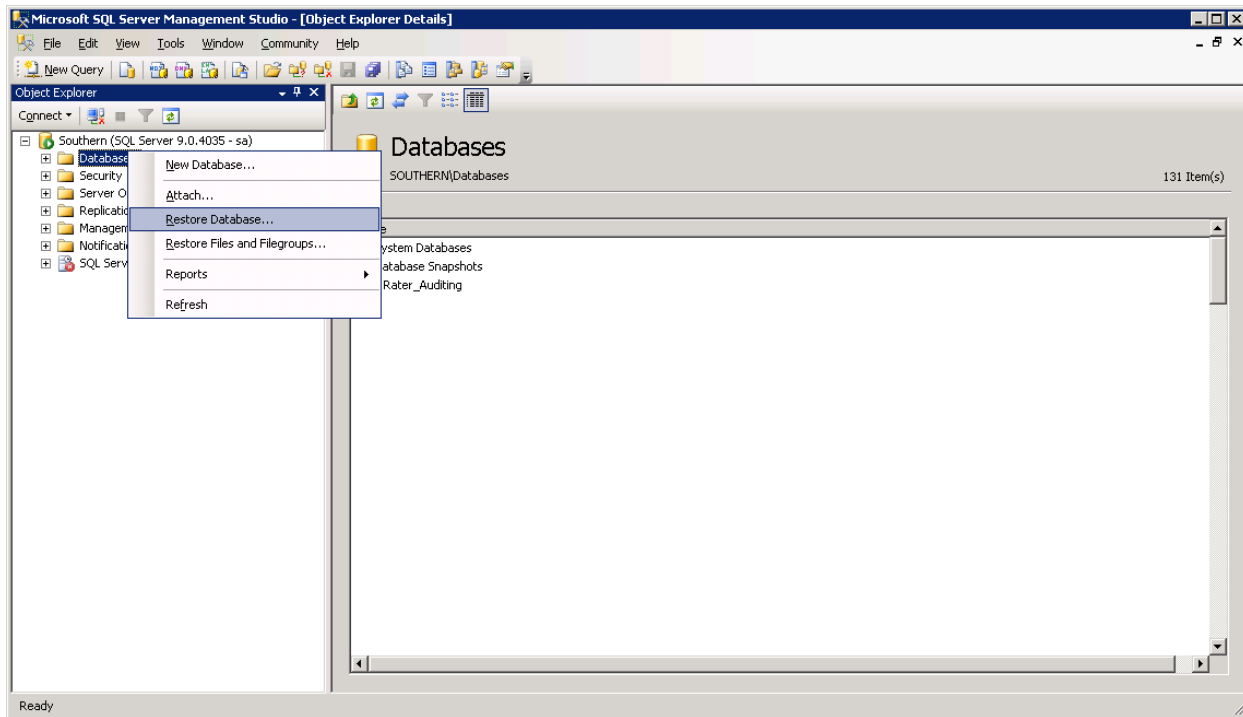 Microsoft SQL Server Management Studio - [Object Explorer Details]
File Edit View Tools Window Community Help
New Query
Object Explorer
Connect
Southern (SQL Server 9.0.4035 - sa)
Database
Security
Server O
Replicatio
Managem
Notificati
SQL Serv
New Database...
Attach...
Restore Database...
Restore Files and Filegroups...
Reports
Refresh
Databases
SOUTHERN\Databases
131 Item(s)
e
ystem Databases
atabase Snapshots
Rater_Auditing
Ready